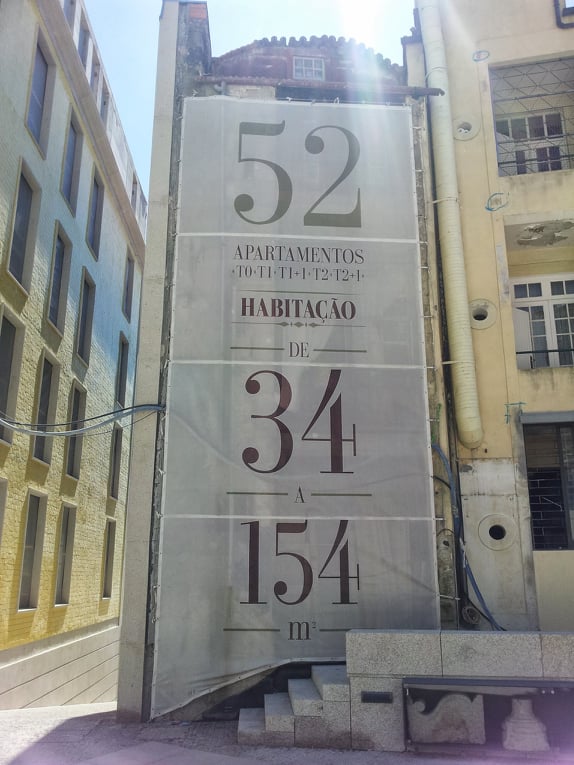 52
APARTAMENTOS
·T0·T1·T1+1·T2·T2+1·
HABITAÇÃO
DE
34
A
154
m²